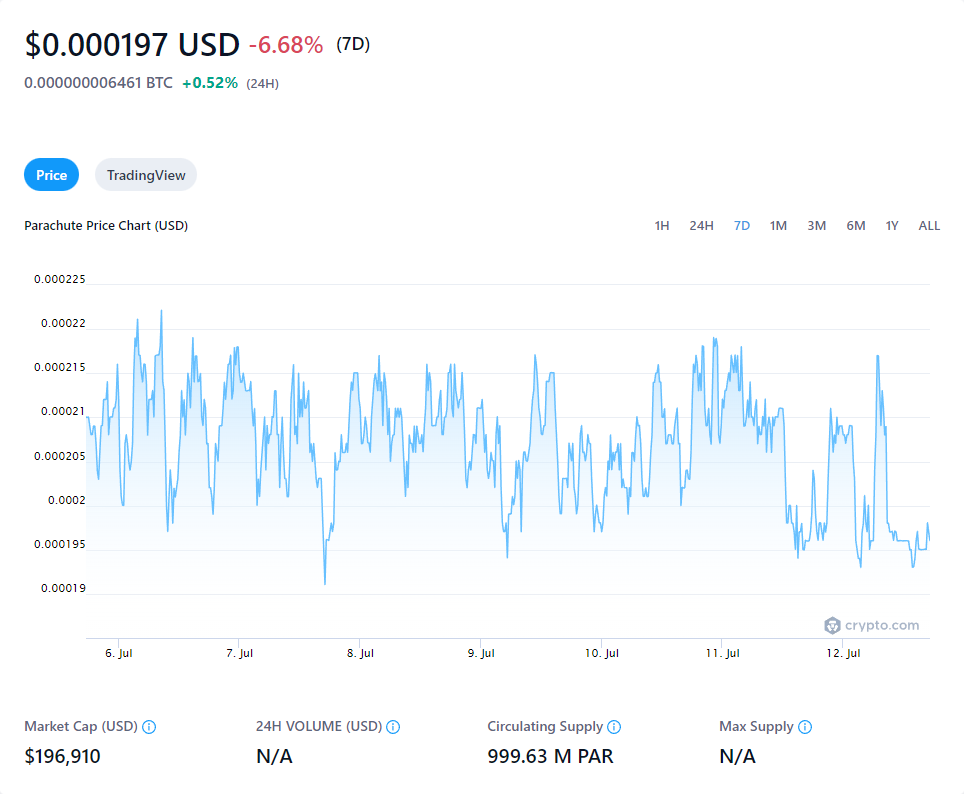 $0.000197 USD -6.68% (7D)
0.000000006461 BTC +0.52% (24H)
Price TradingView
Parachute Price Chart (USD) 1H 24H 7D 1M 3M 6M 1Y ALL
0.000225
0.00022
0.000215
0.00021
0.000205
0.0002
0.000195
0.00019
crypto.com
6. Jul 7. Jul 8. Jul 9. Jul 10. Jul 11. Jul 12. Jul
Market Cap (USD) 24H VOLUME (USD) Circulating Supply Max Supply
$196,910 N/A 999.63 M PAR N/A